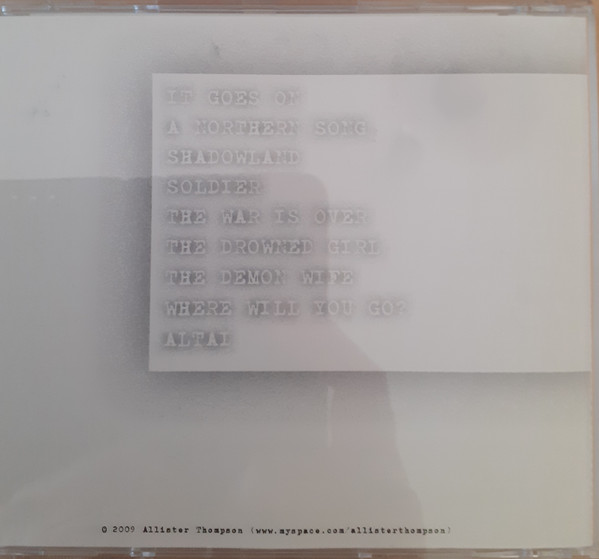 IT GOES ON
A NORTHERN SONG
SHADOWLAND
SOLDIER
THE WAR IS OVER
THE DROWNED GIRL
THE DEMON WIFE
WHERE WILL YOU GO?
ALTAI
© 2009 Allister Thompson (www.myspace.com/allisterthompson)